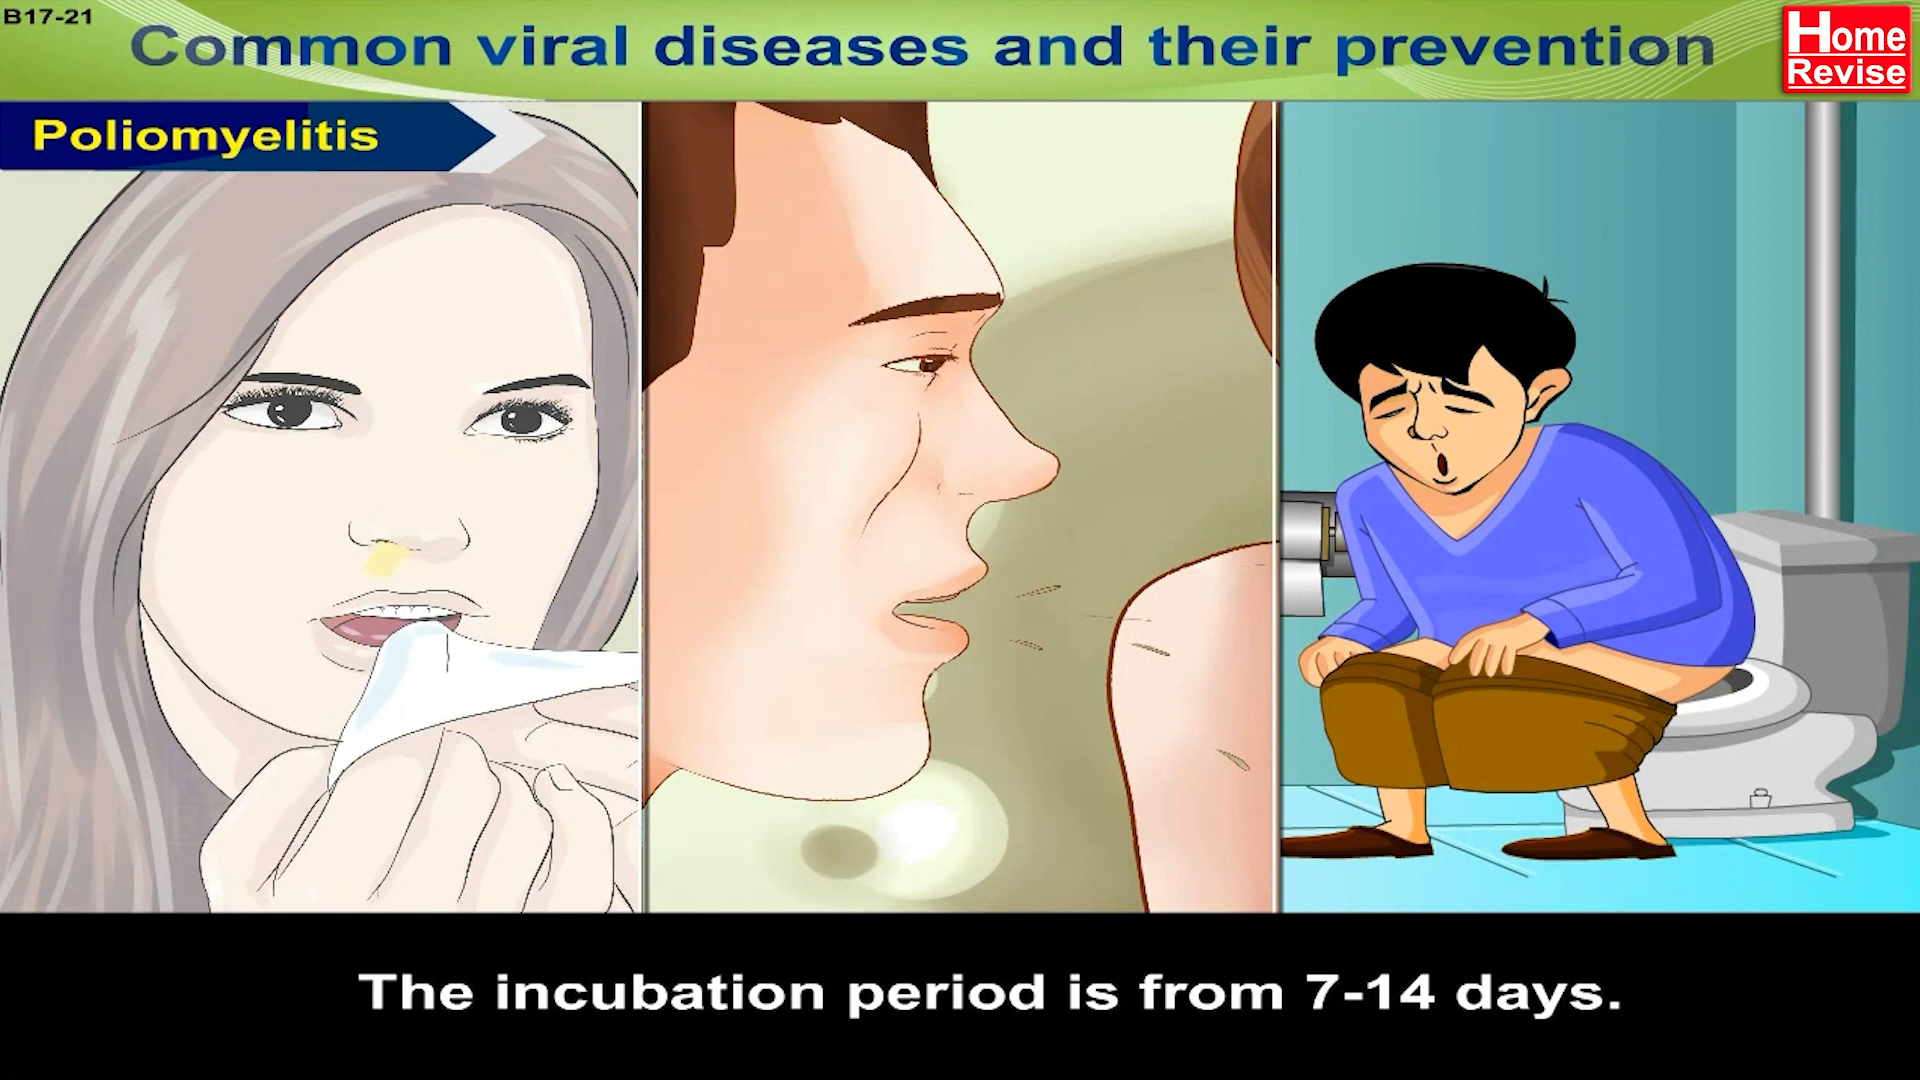 B17-21
Common viral diseases and their prevention
Home
Revise
Poliomyelitis
The incubation period is from 7-14 days.